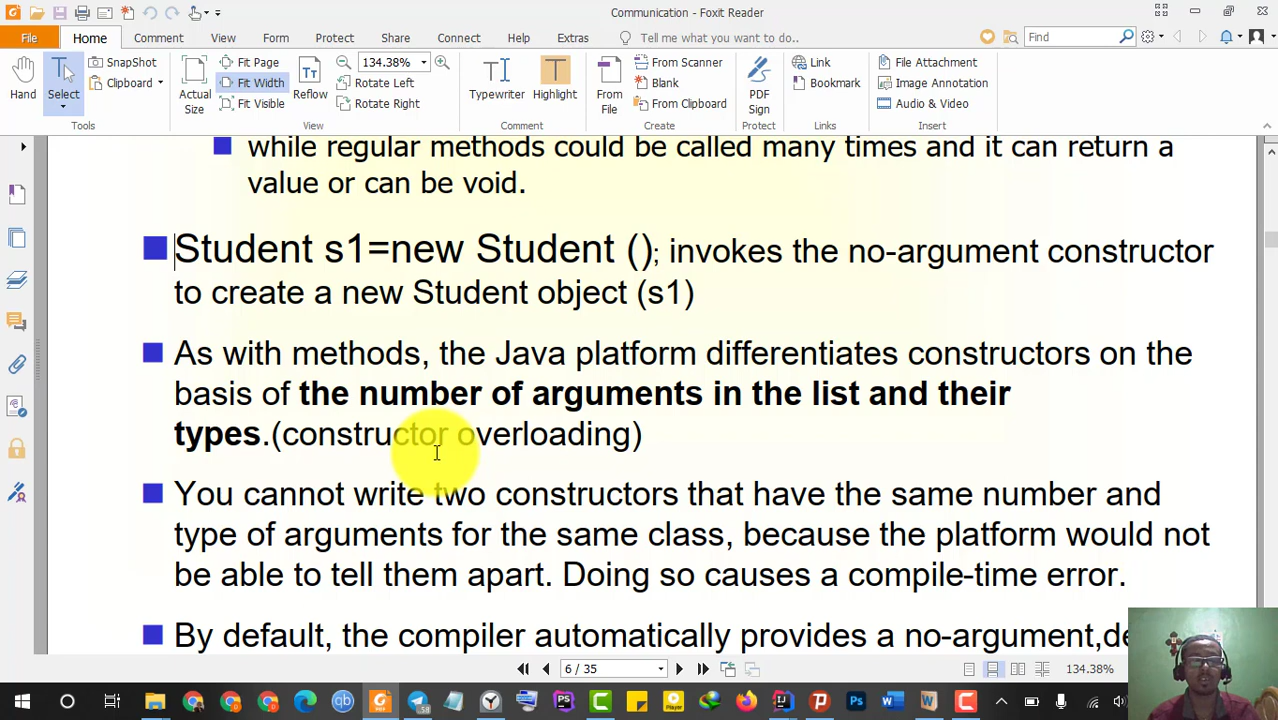 Communication - Foxit Reader
File Home Comment View Form Protect Share Connect Help Extras Tell me what you want to do... Find
Hand
Select
SnapShot
Clipboard
Tools
Actual Size
Fit Page
Fit Width
Fit Visible
Reflow
134.38%
Rotate Left
Rotate Right
View
Typewriter
Highlight
Comment
From File
From Scanner
Blank
From Clipboard
Create
PDF Sign
Protect
Link
Bookmark
Links
File Attachment
Image Annotation
Audio & Video
Insert
while regular methods could be called many times and it can return a
value or can be void.
Student s1=new Student (); invokes the no-argument constructor
to create a new Student object (s1)
As with methods, the Java platform differentiates constructors on the
basis of the number of arguments in the list and their
types.(constructor overloading)
You cannot write two constructors that have the same number and
type of arguments for the same class, because the platform would not
be able to tell them apart. Doing so causes a compile-time error.
By default, the compiler automatically provides a no-argument,
6 / 35
134.38%